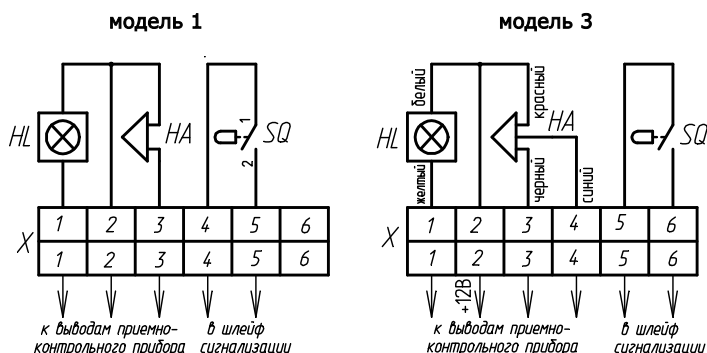 модель 1
HL
HA
1
2
SQ
X
1 2 3 4 5 6
1 2 3 4 5 6
к выводам приемно-
контрольного прибора
в шлейф
сигнализации
модель 3
белый
красный
HL
HA
SQ
желтый
черный
синий
X
1 2 3 4 5 6
1 2 3 4 5 6
+12В
к выводам приемно-
контрольного прибора
в шлейф
сигнализации